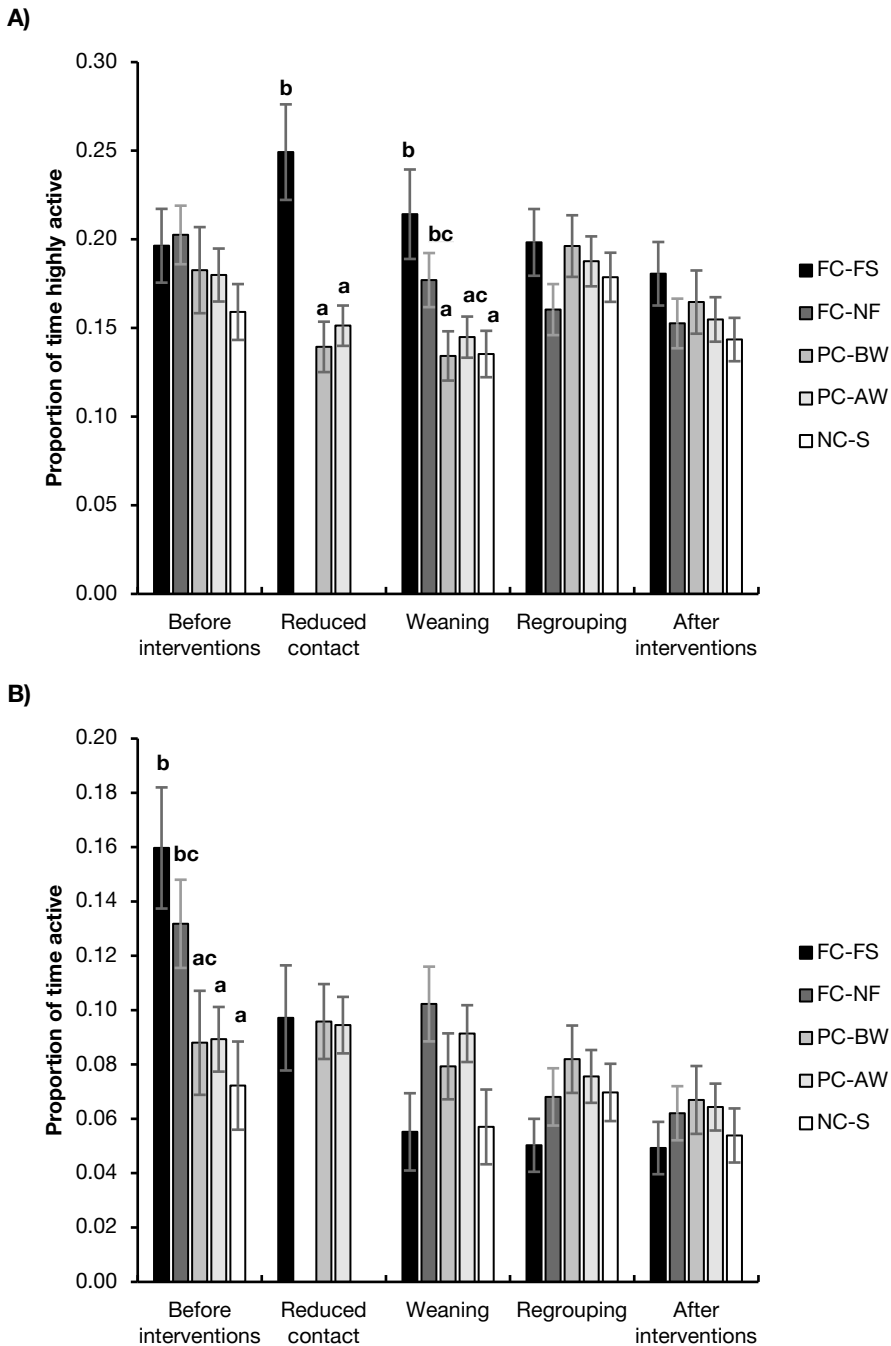 A)
0.30
0.25
0.20
0.15
0.10
0.05
0.00
Proportion of time highly active
b
a
a
b
bc
a
ac
a
Before
interventions
Reduced
contact
Weaning
Regrouping
After
interventions
FC-FS
FC-NF
PC-BW
PC-AW
NC-S
B)
0.20
0.18
0.16
0.14
0.12
0.10
0.08
0.06
0.04
0.02
0.00
Proportion of time active
b
bc
ac
a
a
Before
interventions
Reduced
contact
Weaning
Regrouping
After
interventions
FC-FS
FC-NF
PC-BW
PC-AW
NC-S